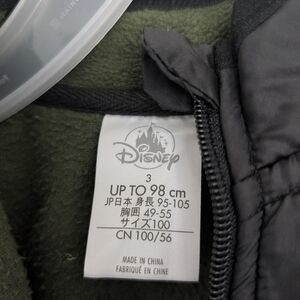 Disney
3
UP TO 98 cm
JP日本 身長 95-105
胸囲 49-55
サイズ100
CN 100/56
MADE IN CHINA
FABRIQUÉ EN CHINE